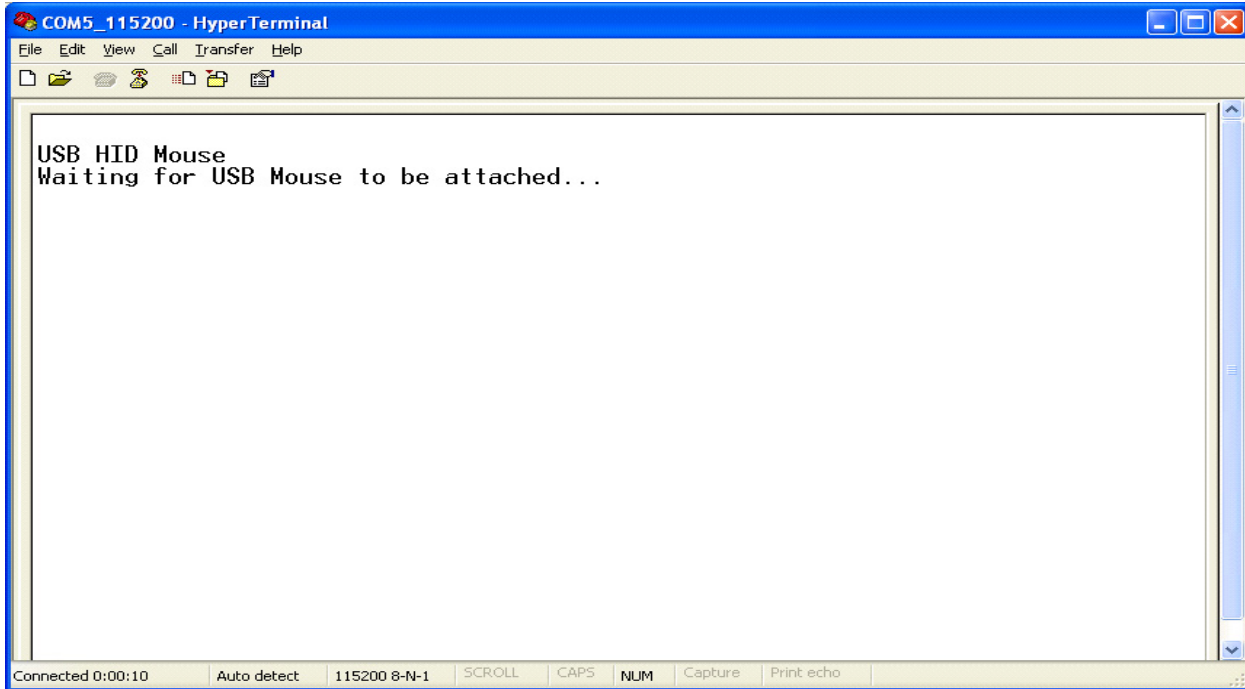 COM5_115200 - HyperTerminal
File Edit View Call Transfer Help
USB HID Mouse
Waiting for USB Mouse to be attached...
Connected 0:00:10 Auto detect 115200 8-N-1 SCROLL CAPS NUM Capture Print echo